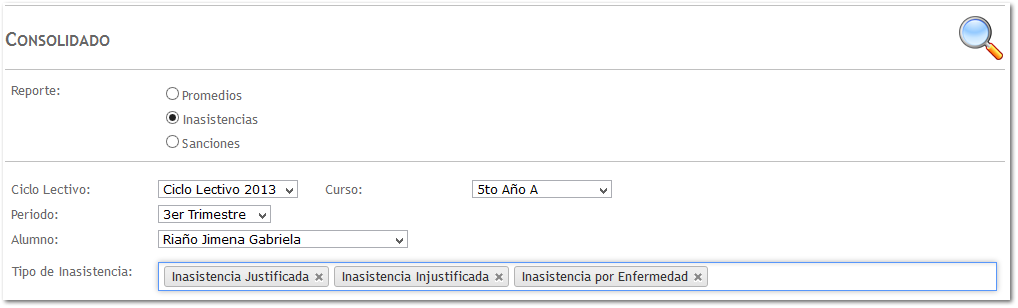 CONSOLIDADO
Reporte:
Promedios
Inasistencias
Sanciones
Ciclo Lectivo: Ciclo Lectivo 2013 Curso: 5to Año A
Periodo: 3er Trimestre
Alumno: Riaño Jimena Gabriela
Tipo de Inasistencia: Inasistencia Justificada × Inasistencia Injustificada × Inasistencia por Enfermedad ×